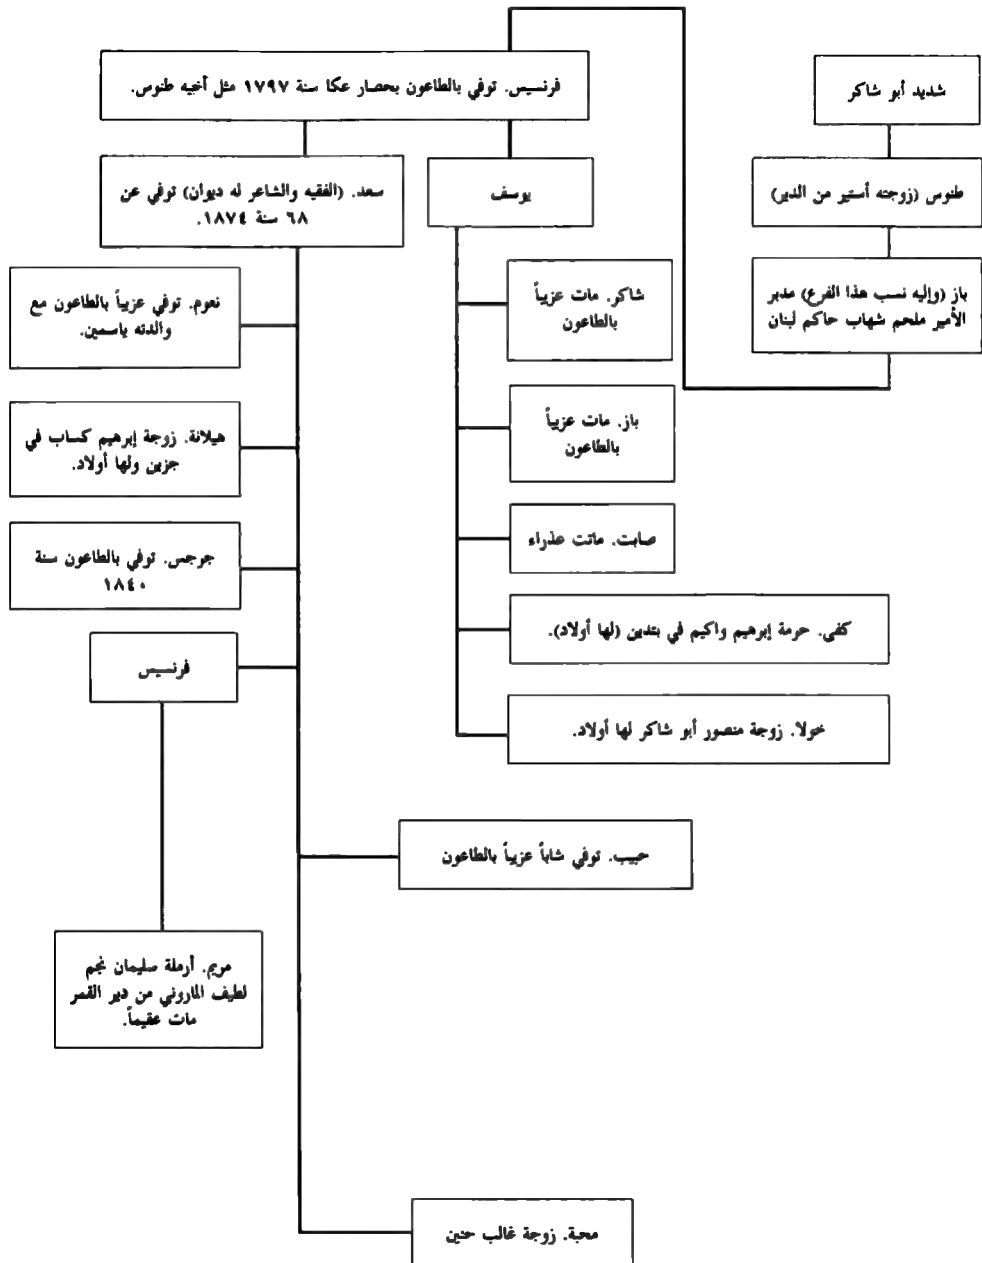 شديد أبو شاكر
طنوس (زوجته أستير من الدير)
باز (وإليه نسب هذا الفرع) مدبر
الأمير ملحم شهاب حاكم لبنان
فرنسيس. توفي بالطاعون بحصار عكا سنة ١٧٩٧ مثل أخيه طنوس.
يوسف
شاكر. مات عزيباً
بالطاعون
باز. مات عزيباً
بالطاعون
صابت. ماتت عذراء
كفى. حرمة إبرهيم واكيم في بتدين (لها أولاد).
خولا. زوجة منصور أبو شاكر لها أولاد.
سعد. (الفقيه والشاعر له ديوان) توفي عن
٦٨ سنة ١٨٧٤.
نعوم. توفي عزيباً بالطاعون مع
والدته ياسمين.
هيلانة. زوجة إبرهيم كساب في
جزين ولها أولاد.
جرجس. توفي بالطاعون سنة
١٨٤٠
فرنسيس
حبيب. توفي شاباً عزيباً بالطاعون
مريم. أرملة سليمان نجم
لطيف الماروني من دير القمر
مات عقيماً.
محبة. زوجة غالب حنين